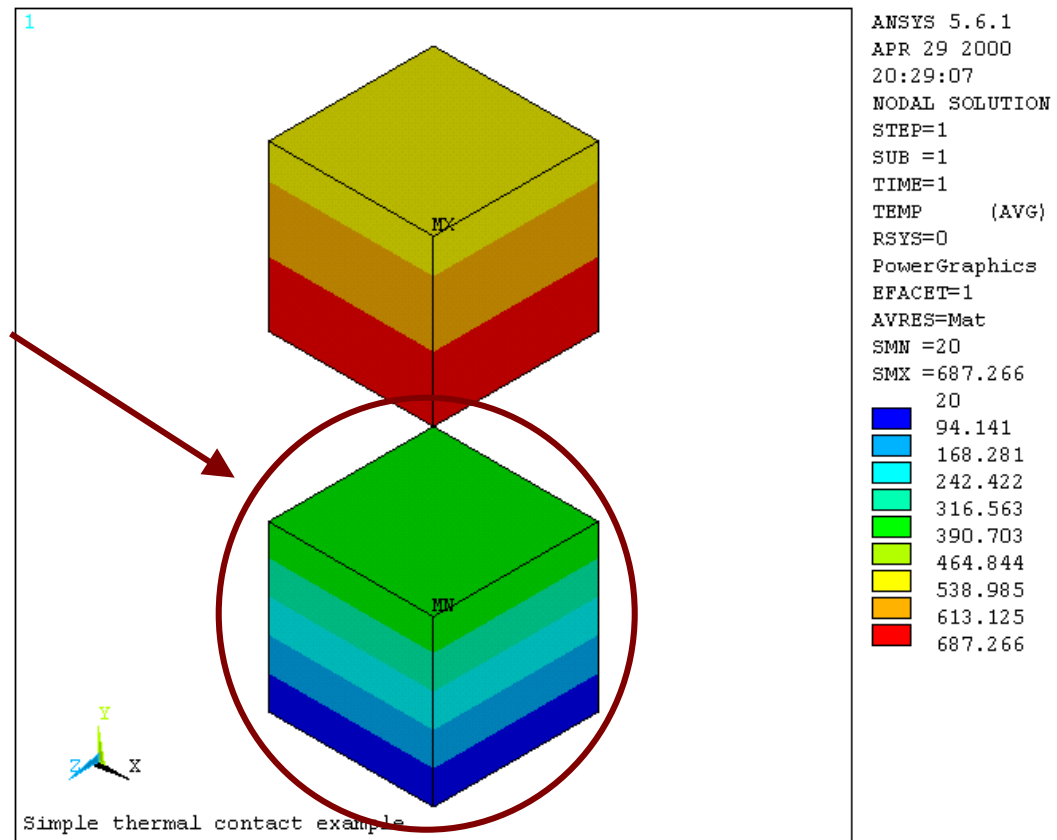 1
ANSYS 5.6.1
APR 29 2000
20:29:07
NODAL SOLUTION
STEP=1
SUB =1
TIME=1
TEMP (AVG)
RSYS=0
PowerGraphics
EFACET=1
AVRES=Mat
SMN =20
SMX =687.266
20
94.141
168.281
242.422
316.563
390.703
464.844
538.985
613.125
687.266
MX
MN
Y
Z X
Simple thermal contact example